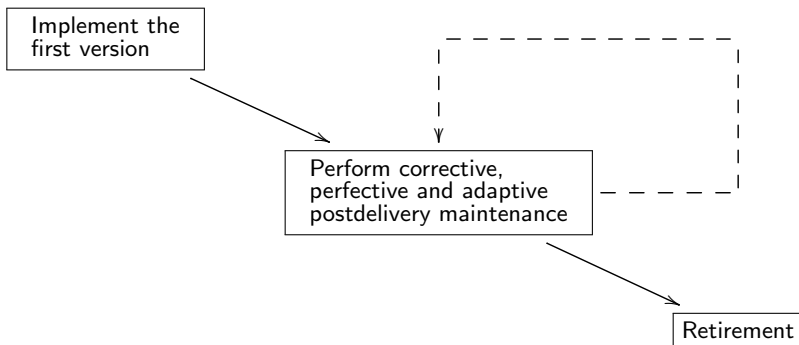 Implement the
first version
Perform corrective,
perfective and adaptive
postdelivery maintenance
Retirement